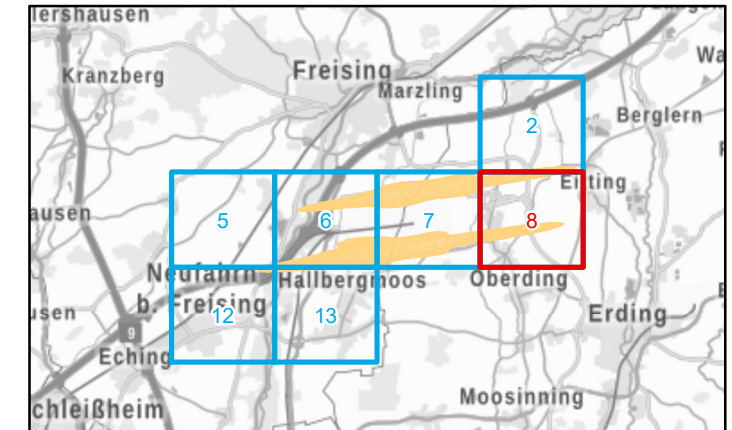 lershausen
Kranzberg
Freising
Marzling
Wa
Berglern
2
Eitting
ausen
5
6
7
8
Neufahrn
b. Freising
Hallbergmoos
Oberding
usen
12
13
Erding
9
Eching
Moosinning
chleißheim